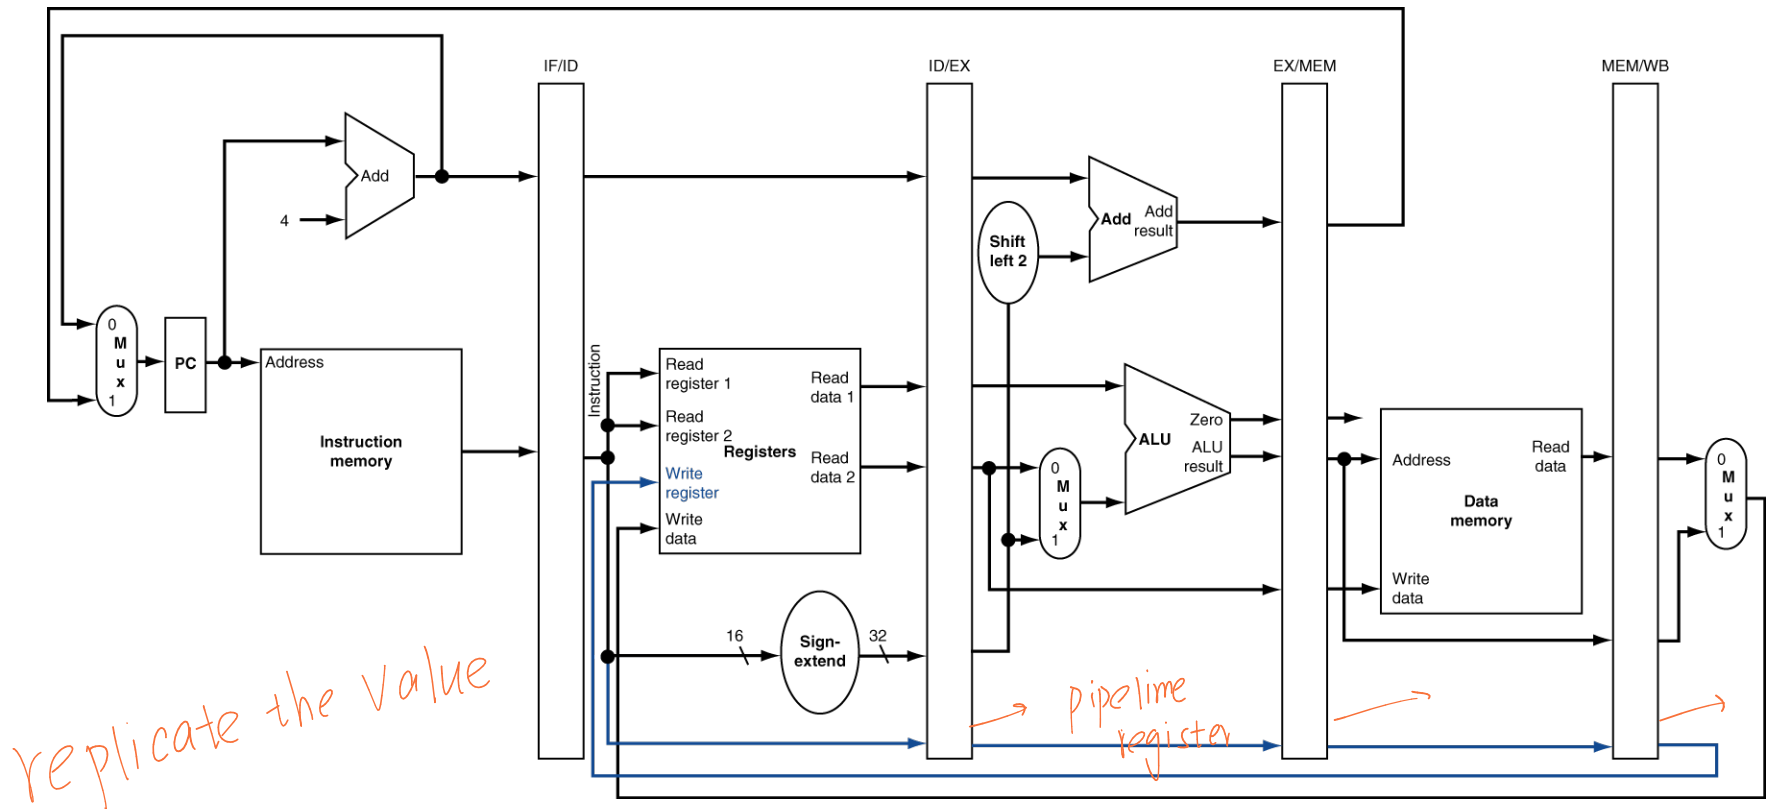 IF/ID
ID/EX
EX/MEM
MEM/WB
Add
4
Shift
left 2
Add
Add
result
0
M
u
x
1
PC
Address
Instruction
memory
Instruction
Read
register 1
Read
register 2
Write
register
Write
data
Registers
Read
data 1
Read
data 2
16
Sign-
extend
32
0
M
u
x
1
ALU
Zero
ALU
result
Address
Read
data
Data
memory
Write
data
0
M
u
x
1
replicate the value
pipelime
register